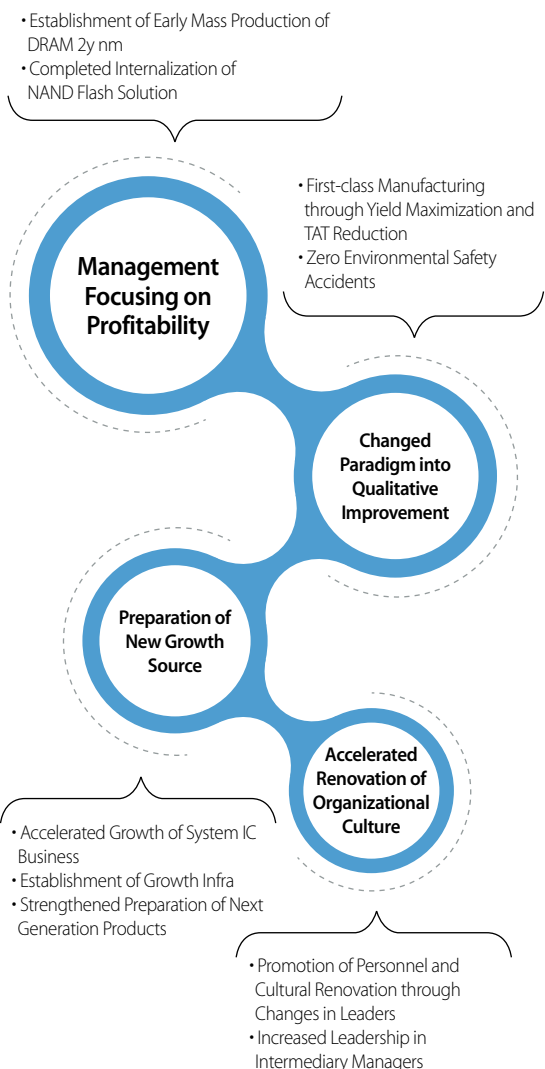 • Establishment of Early Mass Production of
DRAM 2y nm
• Completed Internalization of
NAND Flash Solution
Management
Focusing on
Profitability
• First-class Manufacturing
through Yield Maximization and
TAT Reduction
• Zero Environmental Safety
Accidents
Changed
Paradigm into
Qualitative
Improvement
Preparation of
New Growth
Source
• Accelerated Growth of System IC
Business
• Establishment of Growth Infra
• Strengthened Preparation of Next
Generation Products
Accelerated
Renovation of
Organizational
Culture
• Promotion of Personnel and
Cultural Renovation through
Changes in Leaders
• Increased Leadership in
Intermediary Managers